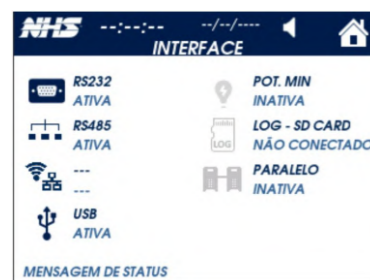 NHS --:--:-- --/--/----
INTERFACE
RS232
ATIVA
RS485
ATIVA
---
---
USB
ATIVA
POT. MIN
INATIVA
LOG
LOG - SD CARD
NÃO CONECTADO
PARALELO
INATIVA
MENSAGEM DE STATUS